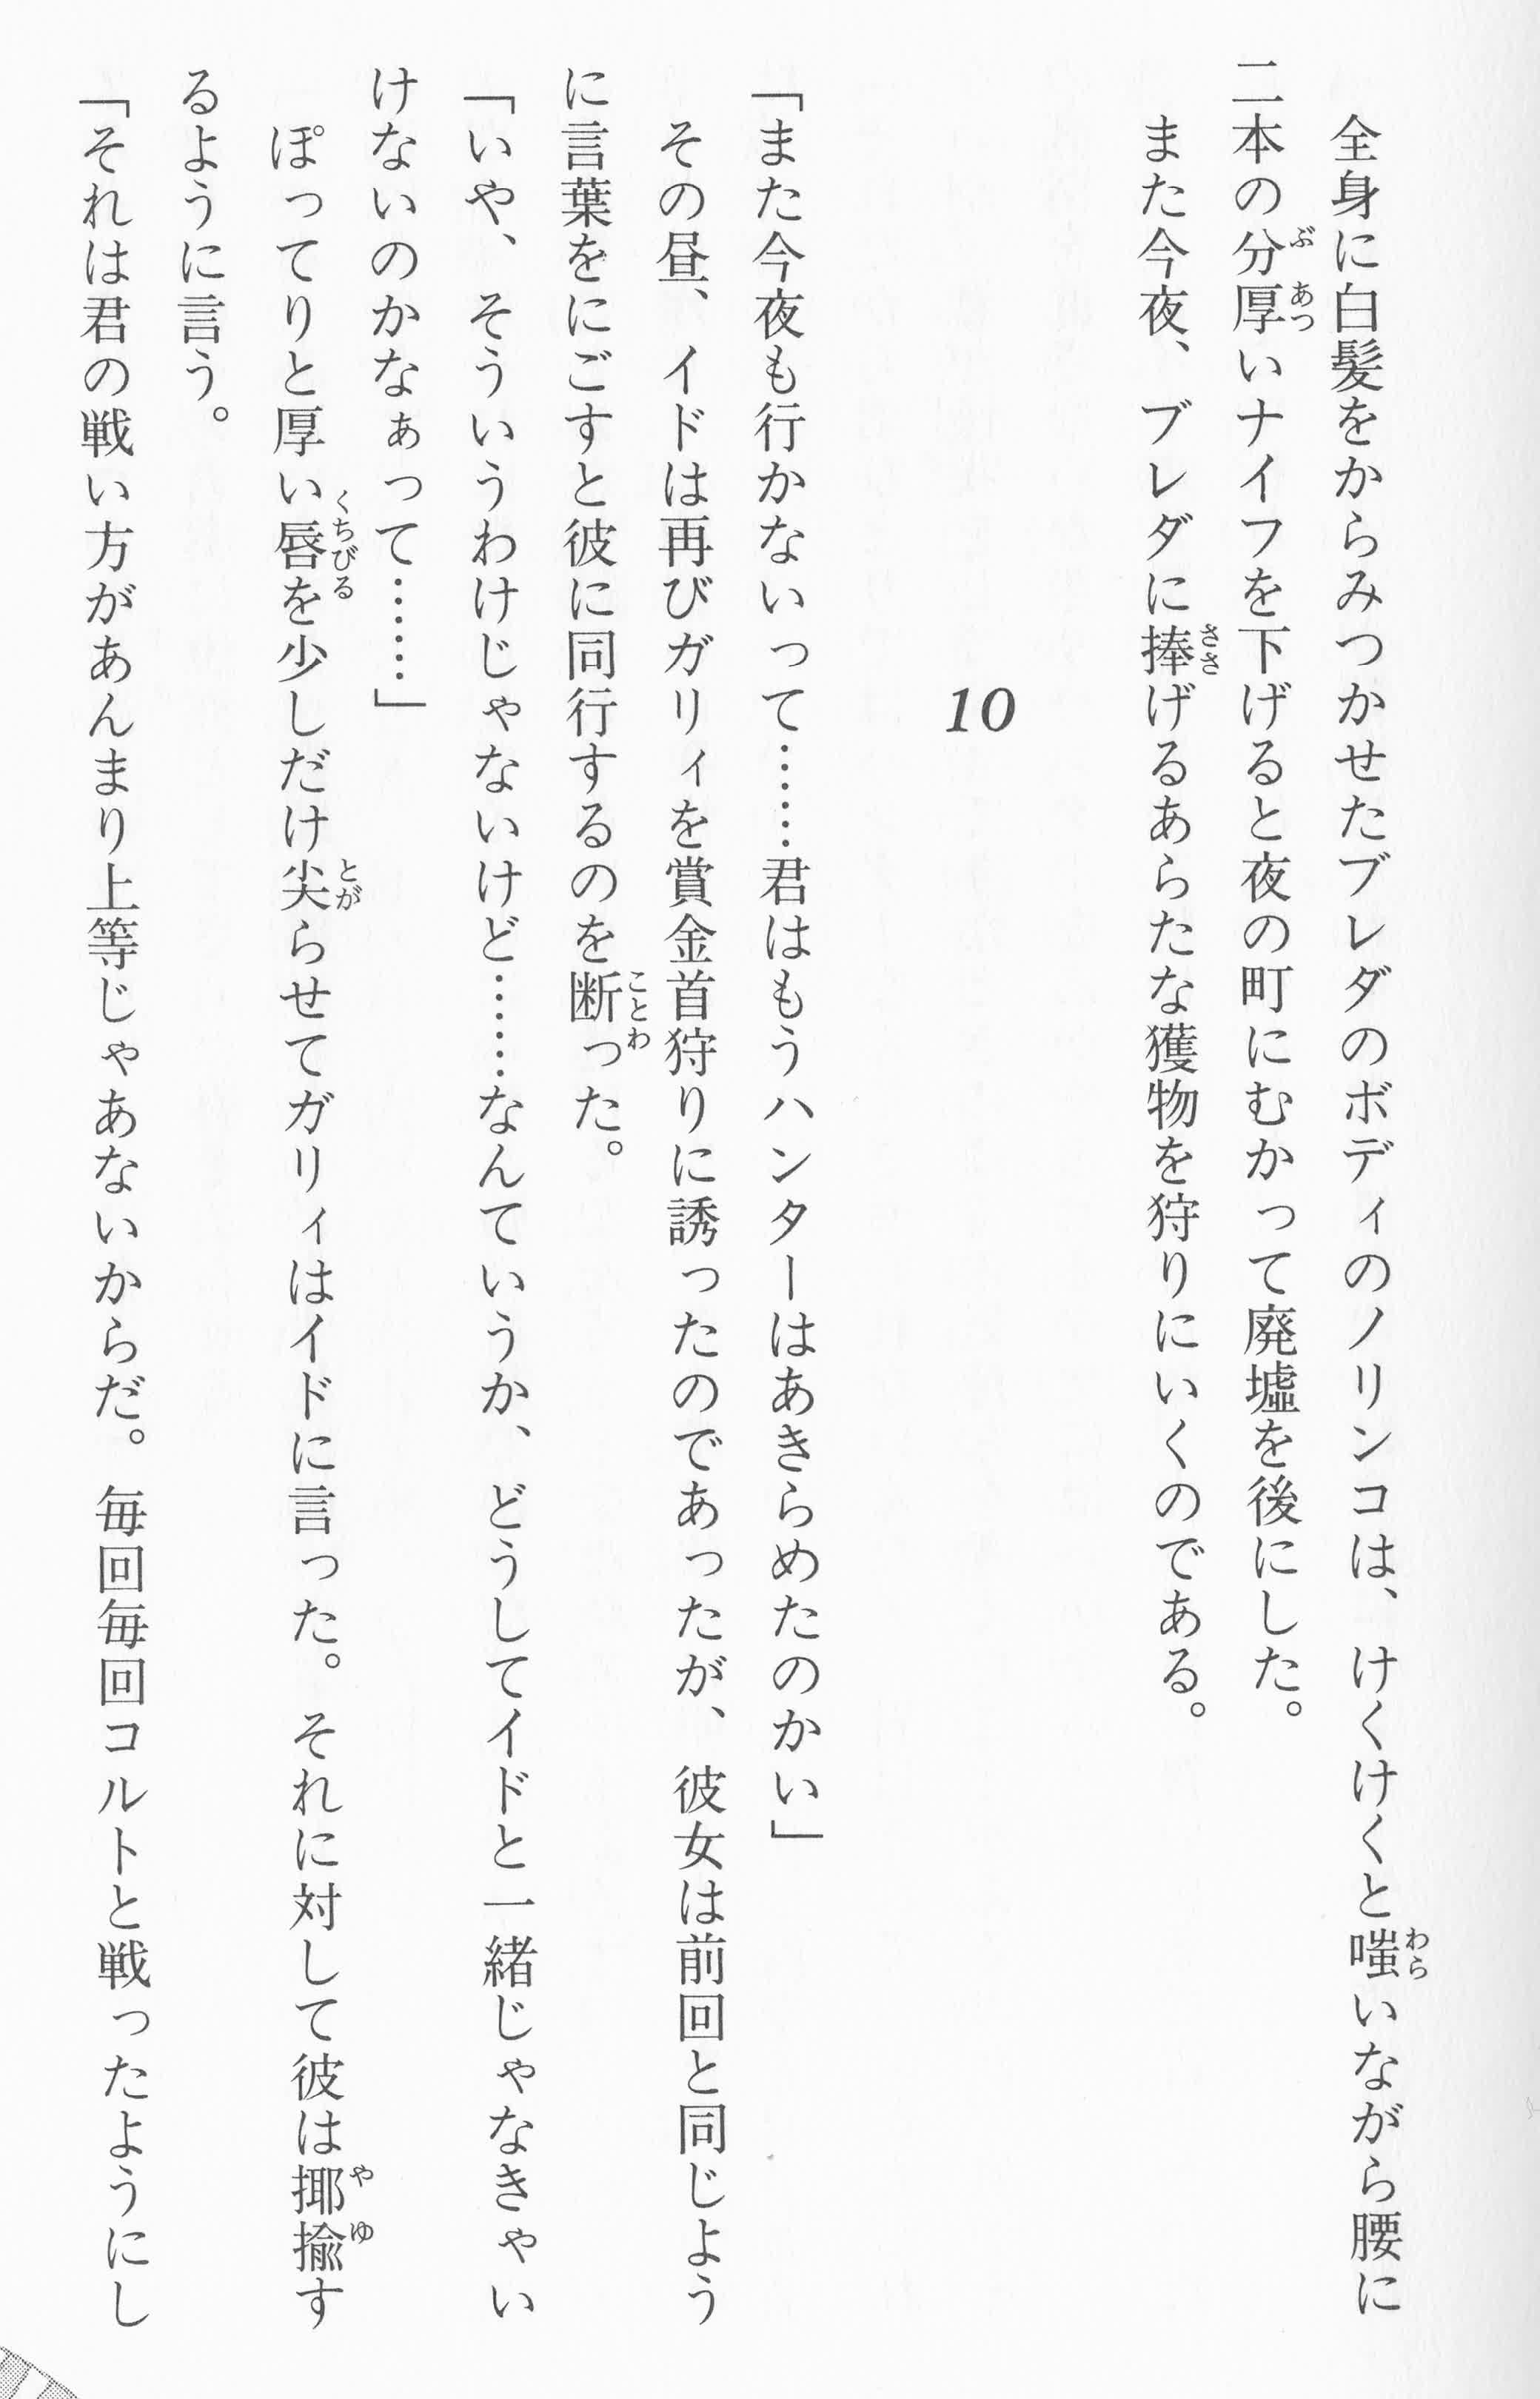 全身に白髪をからみつかせたブレダのボディのノリンコは、けくけくと嗤いながら腰に
二本の分厚いナイフを下げると夜の町にむかって廃墟を後にした。
また今夜、ブレダに捧げるあらたな獲物を狩りにいくのである。
10
「また今夜も行かないって……君はもうハンターはあきらめたのかい」
その昼、イドは再びガリィを賞金首狩りに誘ったのであったが、彼女は前回と同じよう
に言葉をにごすと彼に同行するのを断った。
「いや、そういうわけじゃないけど……なんていうか、どうしてイドと一緒じゃなきゃい
けないのかなぁって……」
ぽってりと厚い唇を少しだけ尖らせてガリィはイドに言った。それに対して彼は揶揄す
るように言う。
「それは君の戦い方があんまり上等じゃあないからだ。毎回毎回コルトと戦ったようにし